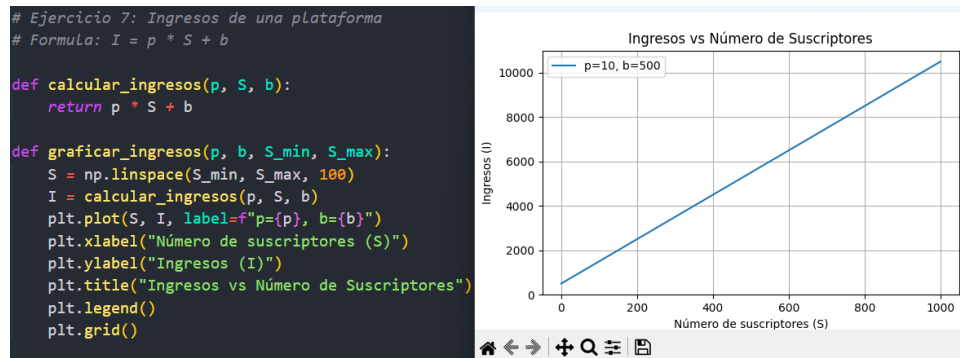 # Ejercicio 7: Ingresos de una plataforma
# Formula: I = p * S + b
def calcular_ingresos(p, S, b):
    return p * S + b
def graficar_ingresos(p, b, S_min, S_max):
    S = np.linspace(S_min, S_max, 100)
    I = calcular_ingresos(p, S, b)
    plt.plot(S, I, label=f"p={p}, b={b}")
    plt.xlabel("Número de suscriptores (S)")
    plt.ylabel("Ingresos (I)")
    plt.title("Ingresos vs Número de Suscriptores")
    plt.legend()
    plt.grid()
Ingresos vs Número de Suscriptores
p=10, b=500
Ingresos (I)
10000
8000
6000
4000
2000
0
0 200 400 600 800 1000
Número de suscriptores (S)